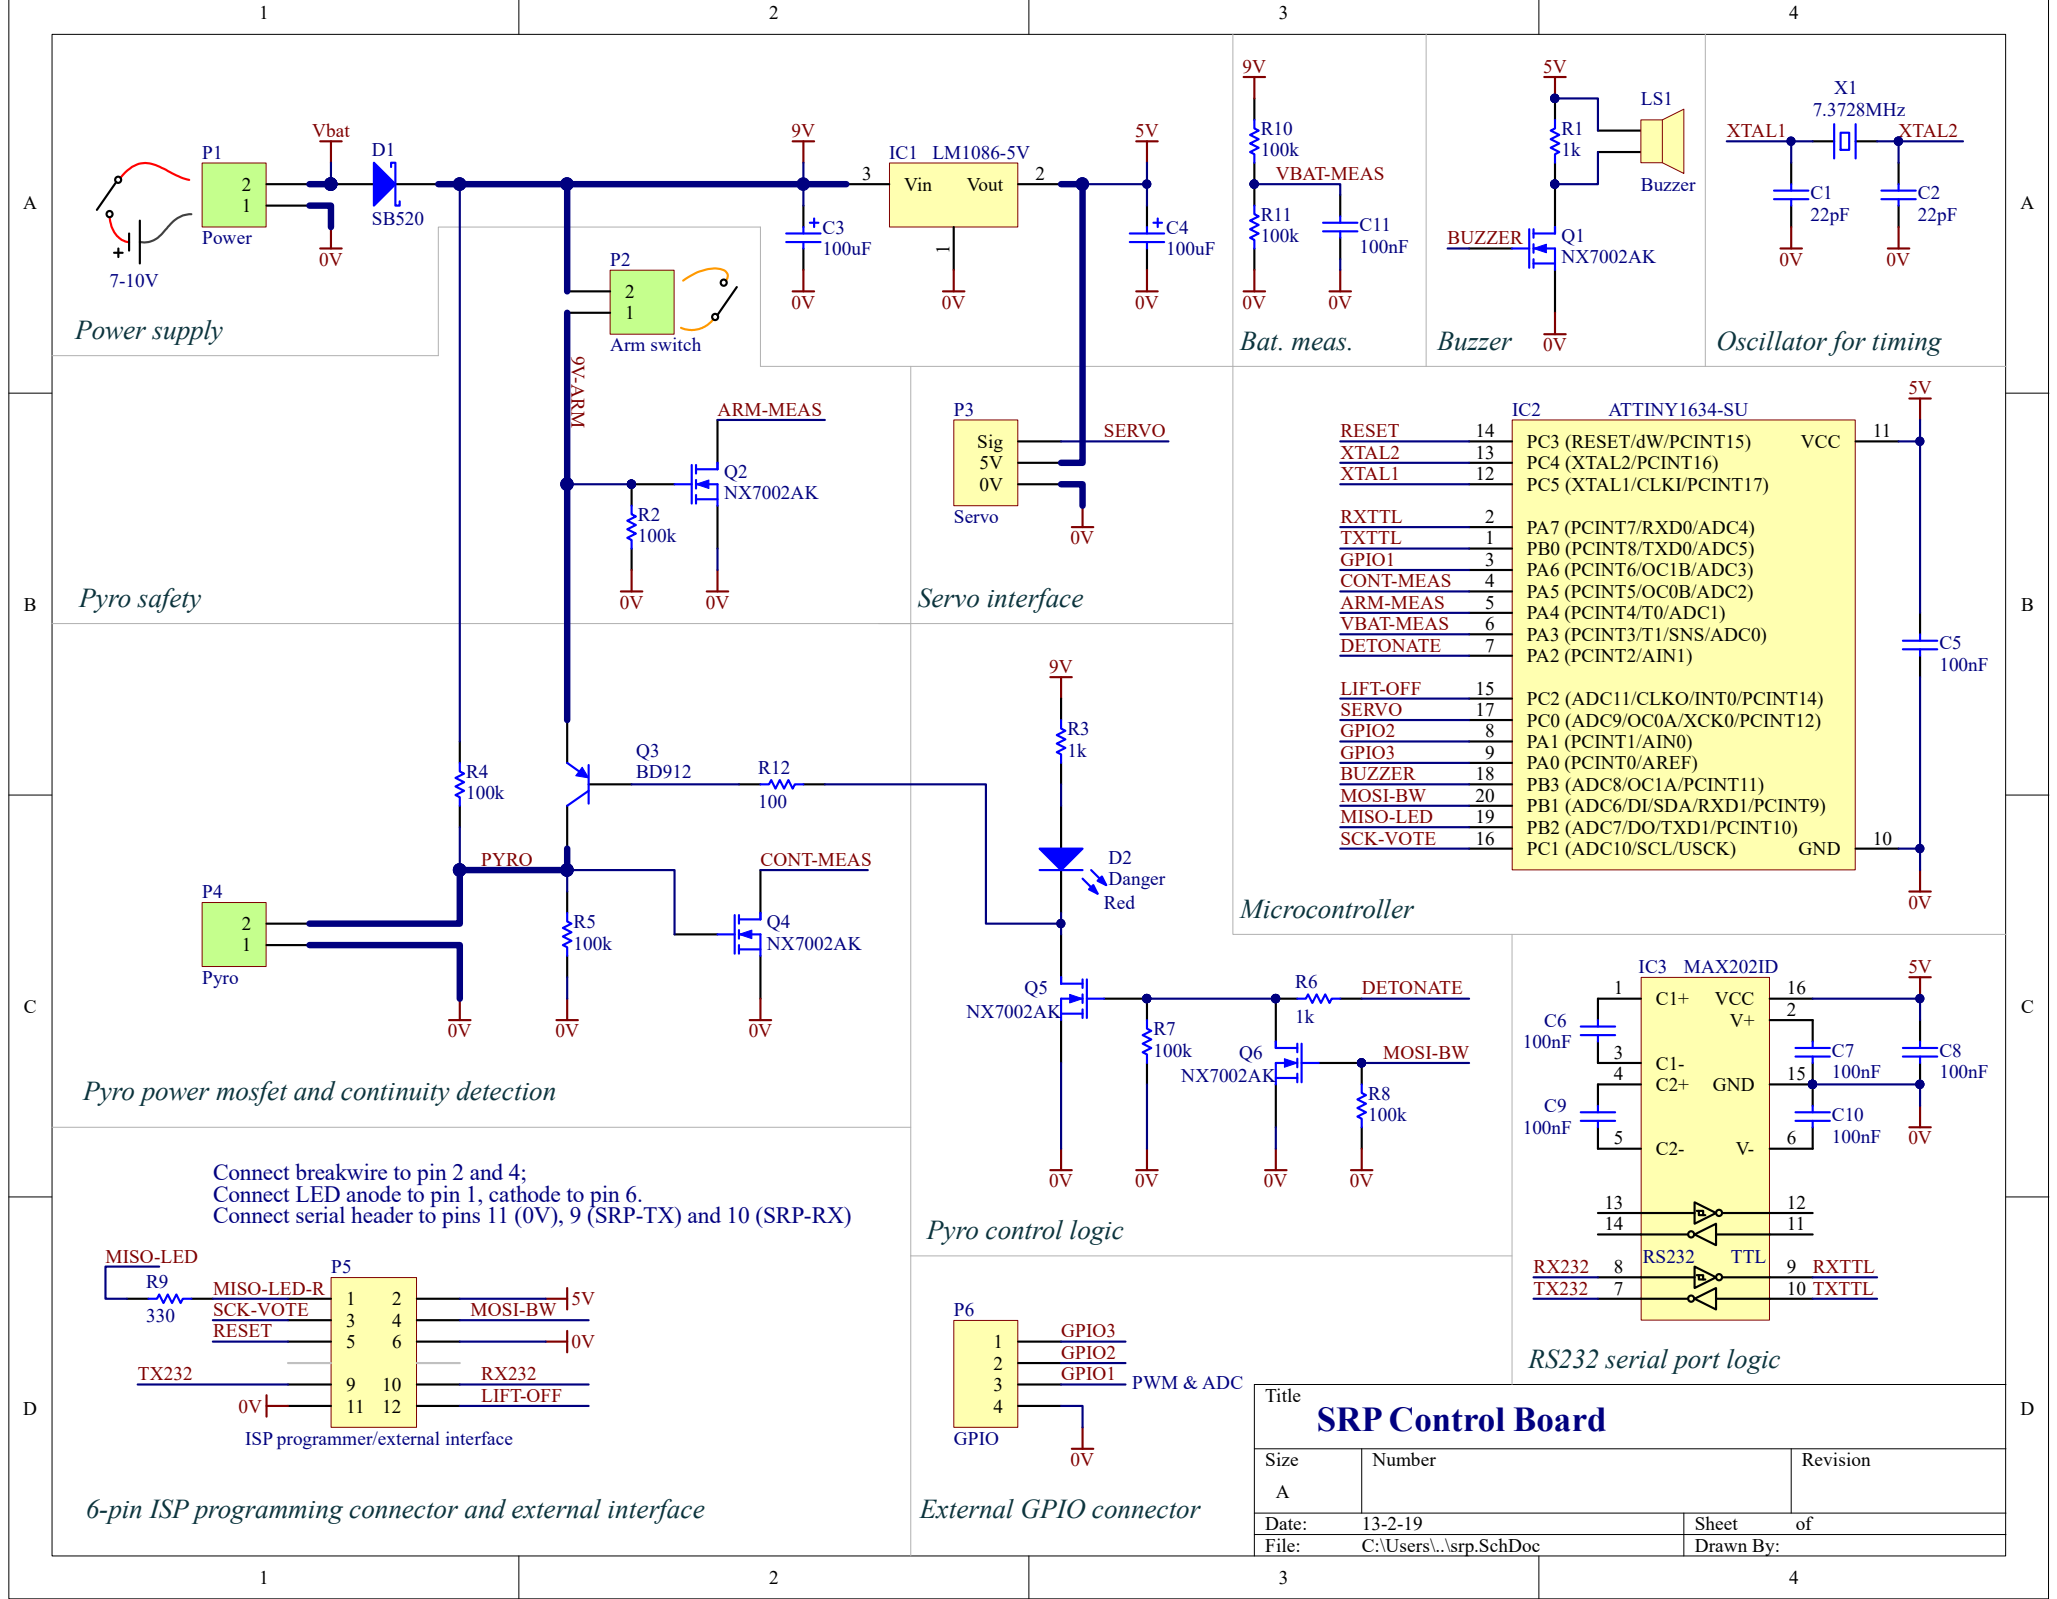 1 2 3 4
A
B
C
D
A
B
C
D
Vbat
P1
2
1
Power
7-10V
0V
D1
SB520
9V
C3
100uF
0V
IC1 LM1086-5V
3 Vin Vout 2
1
0V
5V
C4
100uF
0V
Power supply
P2
2
1
Arm switch
9V-ARM
9V
R10
100k
VBAT-MEAS
R11
100k
C11
100nF
0V 0V
Bat. meas.
5V
LS1
R1
1k
Buzzer
BUZZER
Q1
NX7002AK
0V
Buzzer
X1
7.3728MHz
XTAL1 XTAL2
C1
22pF
C2
22pF
0V 0V
Oscillator for timing
ARM-MEAS
Q2
NX7002AK
R2
100k
0V 0V
Pyro safety
P3
Sig
5V
0V
Servo
SERVO
0V
Servo interface
IC2 ATTINY1634-SU
5V
RESET 14 PC3 (RESET/dW/PCINT15) VCC 11
XTAL2 13 PC4 (XTAL2/PCINT16)
XTAL1 12 PC5 (XTAL1/CLKI/PCINT17)
RXTTL 2 PA7 (PCINT7/RXD0/ADC4)
TXTTL 1 PB0 (PCINT8/TXD0/ADC5)
GPIO1 3 PA6 (PCINT6/OC1B/ADC3)
CONT-MEAS 4 PA5 (PCINT5/OC0B/ADC2)
ARM-MEAS 5 PA4 (PCINT4/T0/ADC1)
VBAT-MEAS 6 PA3 (PCINT3/T1/SNS/ADC0)
DETONATE 7 PA2 (PCINT2/AIN1)
LIFT-OFF 15 PC2 (ADC11/CLKO/INT0/PCINT14)
SERVO 17 PC0 (ADC9/OC0A/XCK0/PCINT12)
GPIO2 8 PA1 (PCINT1/AIN0)
GPIO3 9 PA0 (PCINT0/AREF)
BUZZER 18 PB3 (ADC8/OC1A/PCINT11)
MOSI-BW 20 PB1 (ADC6/DI/SDA/RXD1/PCINT9)
MISO-LED 19 PB2 (ADC7/DO/TXD1/PCINT10)
SCK-VOTE 16 PC1 (ADC10/SCL/USCK) GND 10
C5
100nF
0V
Microcontroller
R4
100k
Q3
BD912
R12
100
PYRO
CONT-MEAS
P4
2
1
Pyro
R5
100k
Q4
NX7002AK
0V 0V 0V
Pyro power mosfet and continuity detection
9V
R3
1k
D2
Danger
Red
Q5
NX7002AK
R6
1k
DETONATE
R7
100k
Q6
NX7002AK
MOSI-BW
R8
100k
0V 0V 0V 0V
Pyro control logic
IC3 MAX202ID
5V
1 C1+ VCC 16
V+ 2
C6
100nF
3 C1-
4 C2+ GND 15
C7
100nF
C8
100nF
C9
100nF
C10
100nF
5 C2- V- 6
0V
13 12
14 11
RS232 TTL
RX232 8 9 RXTTL
TX232 7 10 TXTTL
RS232 serial port logic
Connect breakwire to pin 2 and 4;
Connect LED anode to pin 1, cathode to pin 6.
Connect serial header to pins 11 (0V), 9 (SRP-TX) and 10 (SRP-RX)
MISO-LED
R9
330
P5
MISO-LED-R 1 2 5V
SCK-VOTE 3 4 MOSI-BW
RESET 5 6 0V
TX232 9 10 RX232
0V 11 12 LIFT-OFF
ISP programmer/external interface
6-pin ISP programming connector and external interface
P6
1 GPIO3
2 GPIO2
3 GPIO1 PWM & ADC
4
GPIO
0V
External GPIO connector
Title
SRP Control Board
Size Number Revision
A
Date: 13-2-19 Sheet of
File: C:\Users\..\srp.SchDoc Drawn By:
1 2 3 4